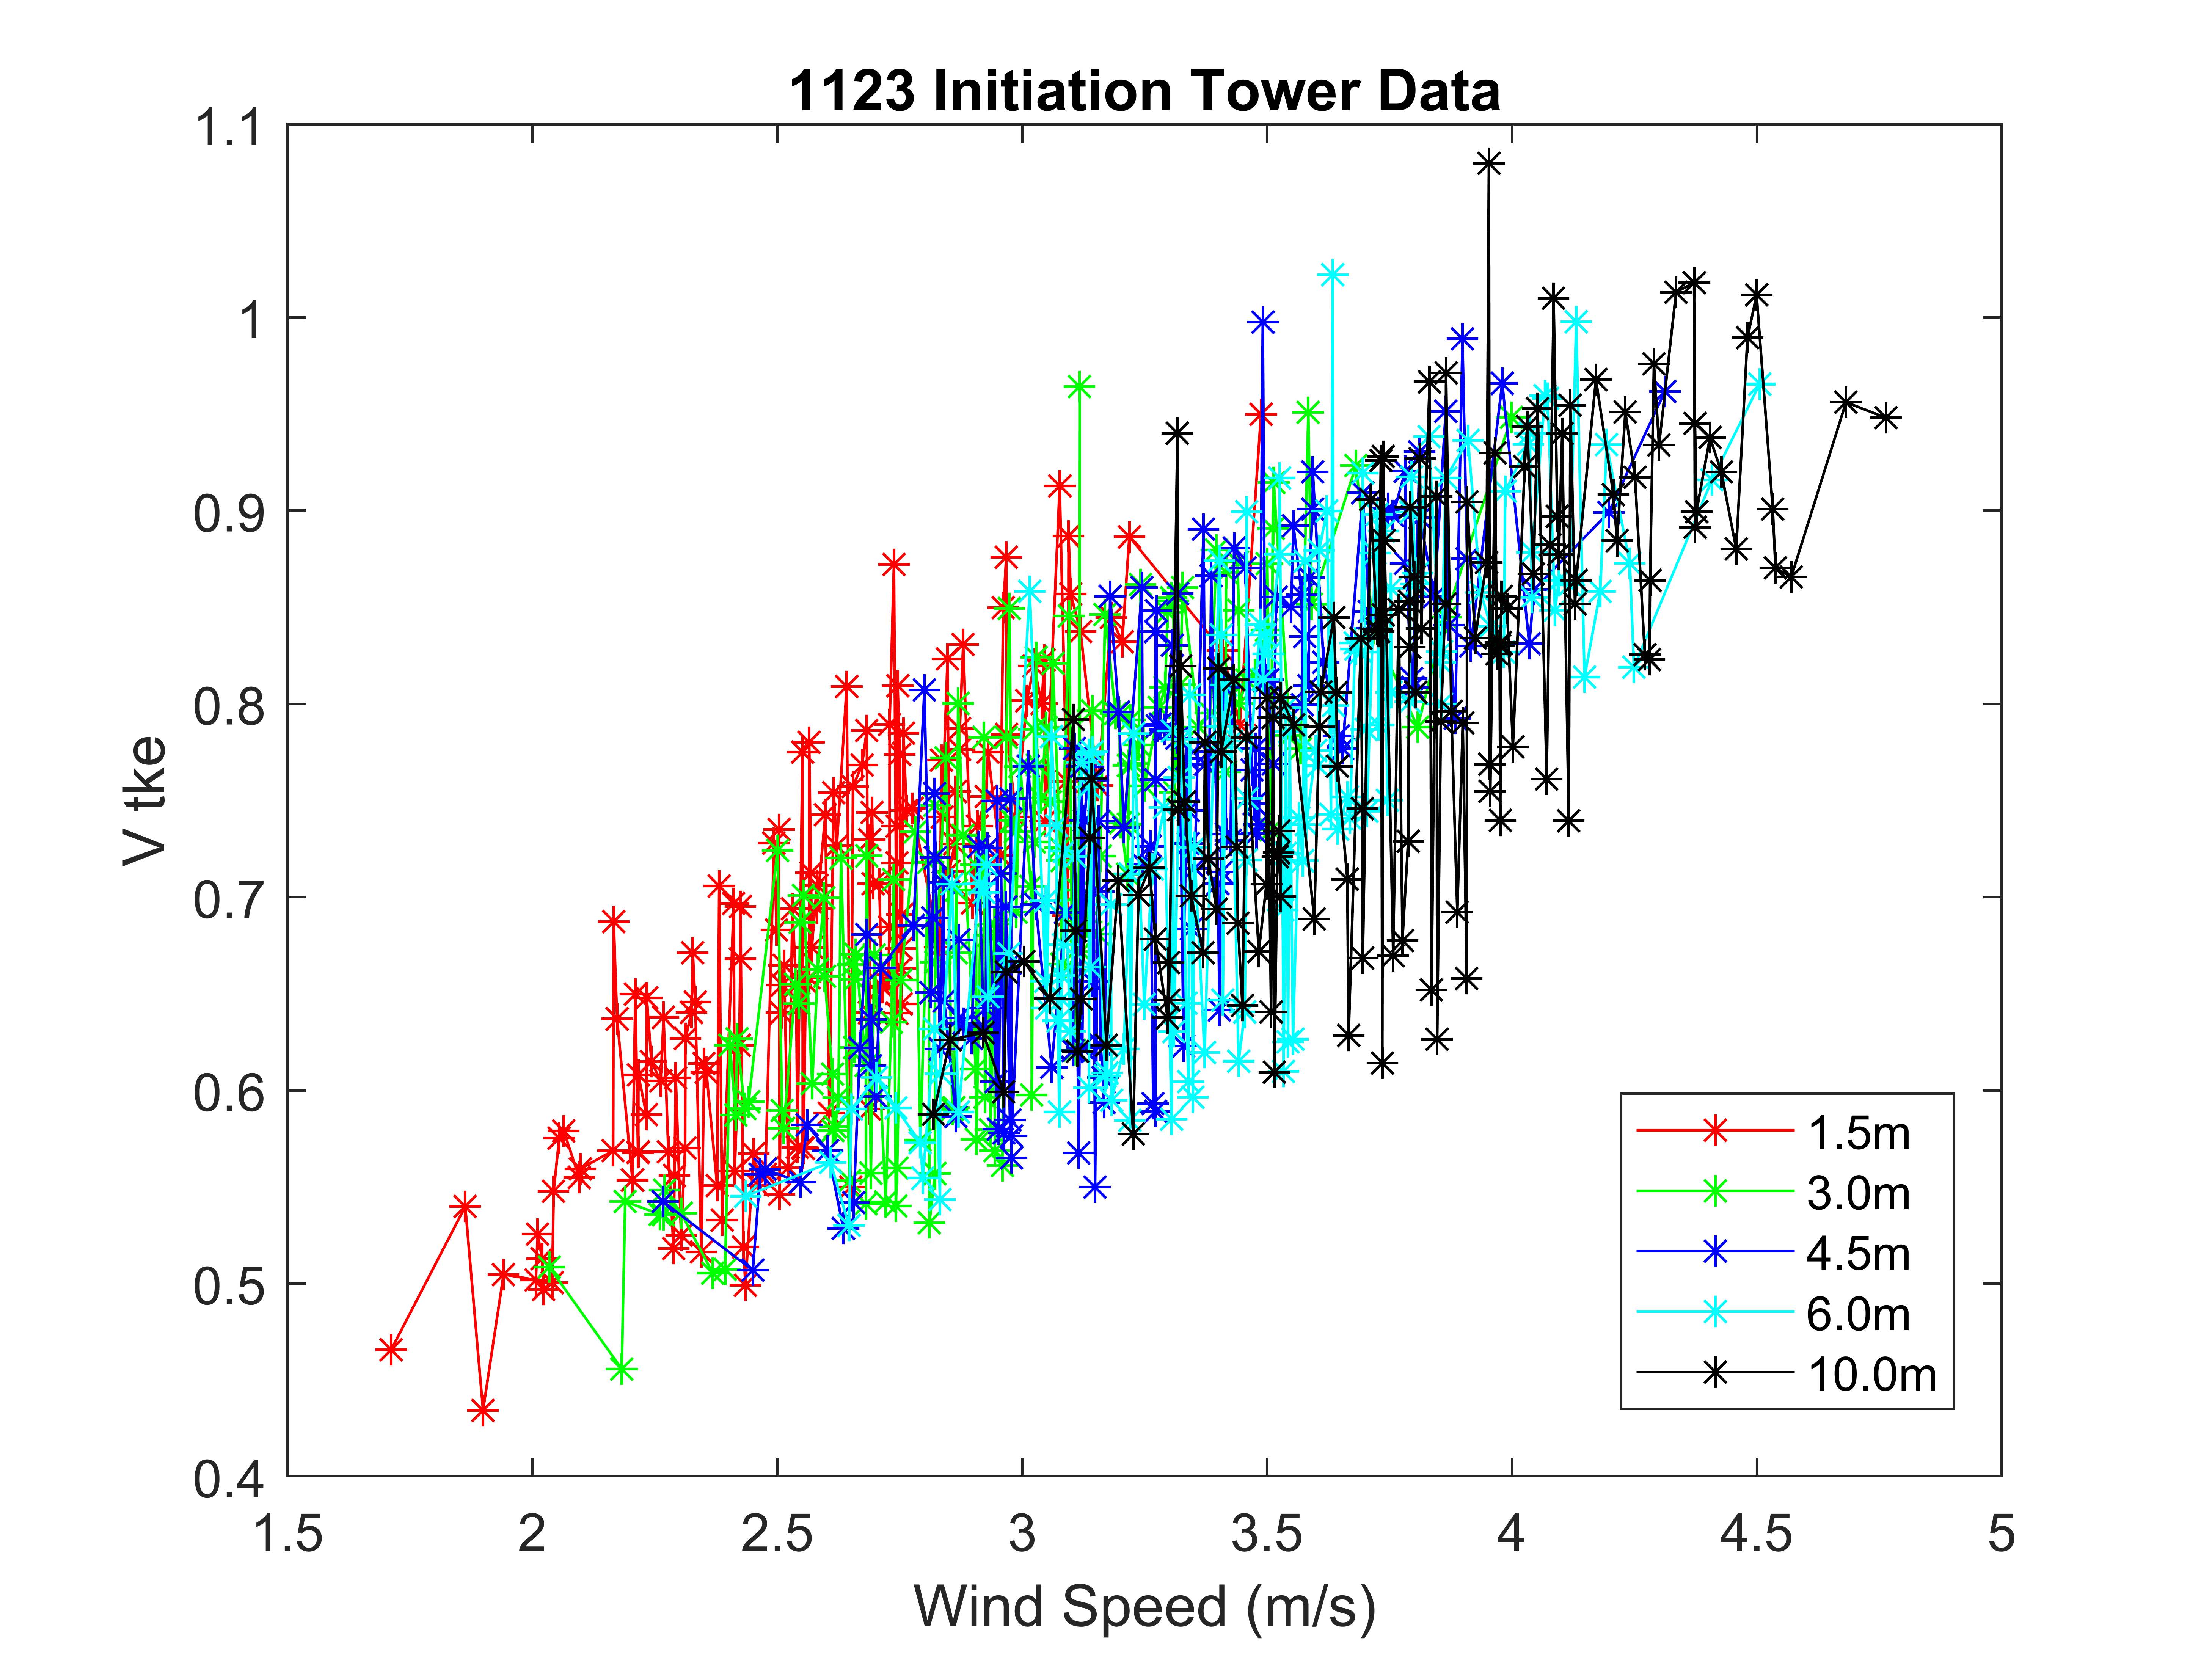 1123 Initiation Tower Data
1.1
1
0.9
0.8
0.7
0.6
0.5
0.4
V tke
1.5m
3.0m
4.5m
6.0m
10.0m
1.5 2 2.5 3 3.5 4 4.5 5
Wind Speed (m/s)